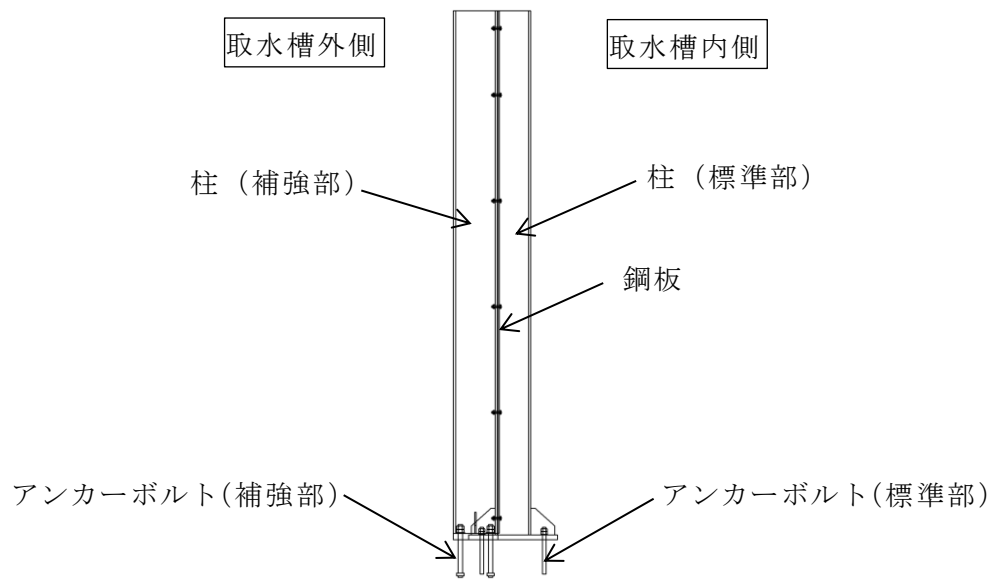 取水槽外側
取水槽内側
柱（補強部）
柱（標準部）
鋼板
アンカーボルト(補強部)
アンカーボルト(標準部)